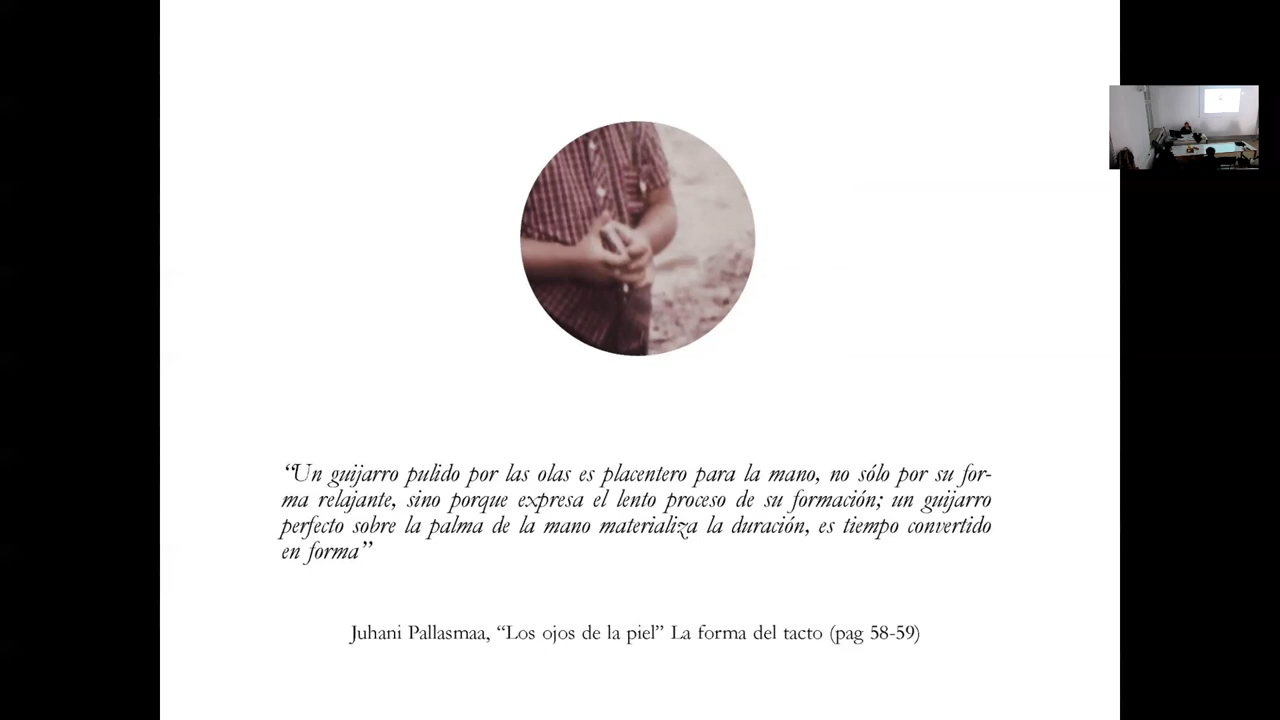 “Un guijarro pulido por las olas es placentero para la mano, no sólo por su for-
ma relajante, sino porque expresa el lento proceso de su formación; un guijarro
perfecto sobre la palma de la mano materializa la duración, es tiempo convertido
en forma”
Juhani Pallasmaa, “Los ojos de la piel” La forma del tacto (pag 58-59)